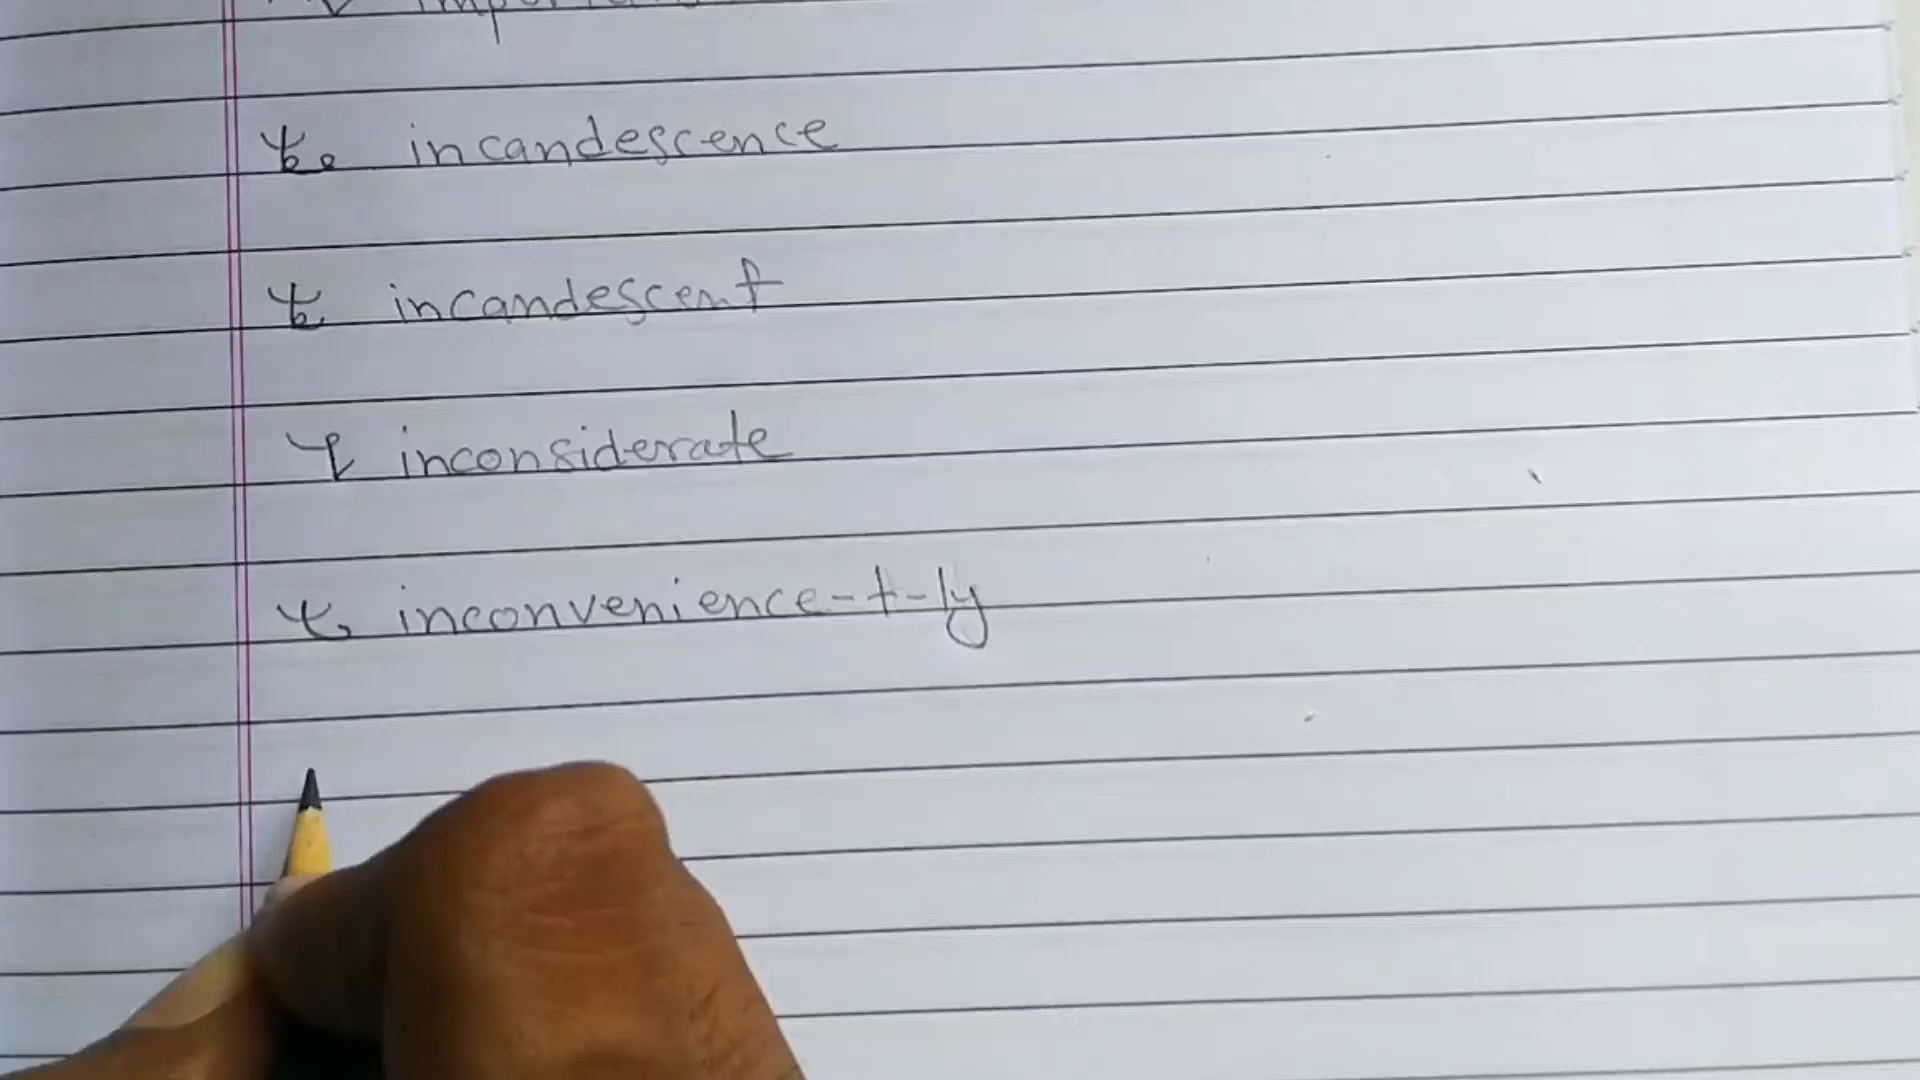 incandescence
incandescent
inconsiderate
inconvenience-t-ly